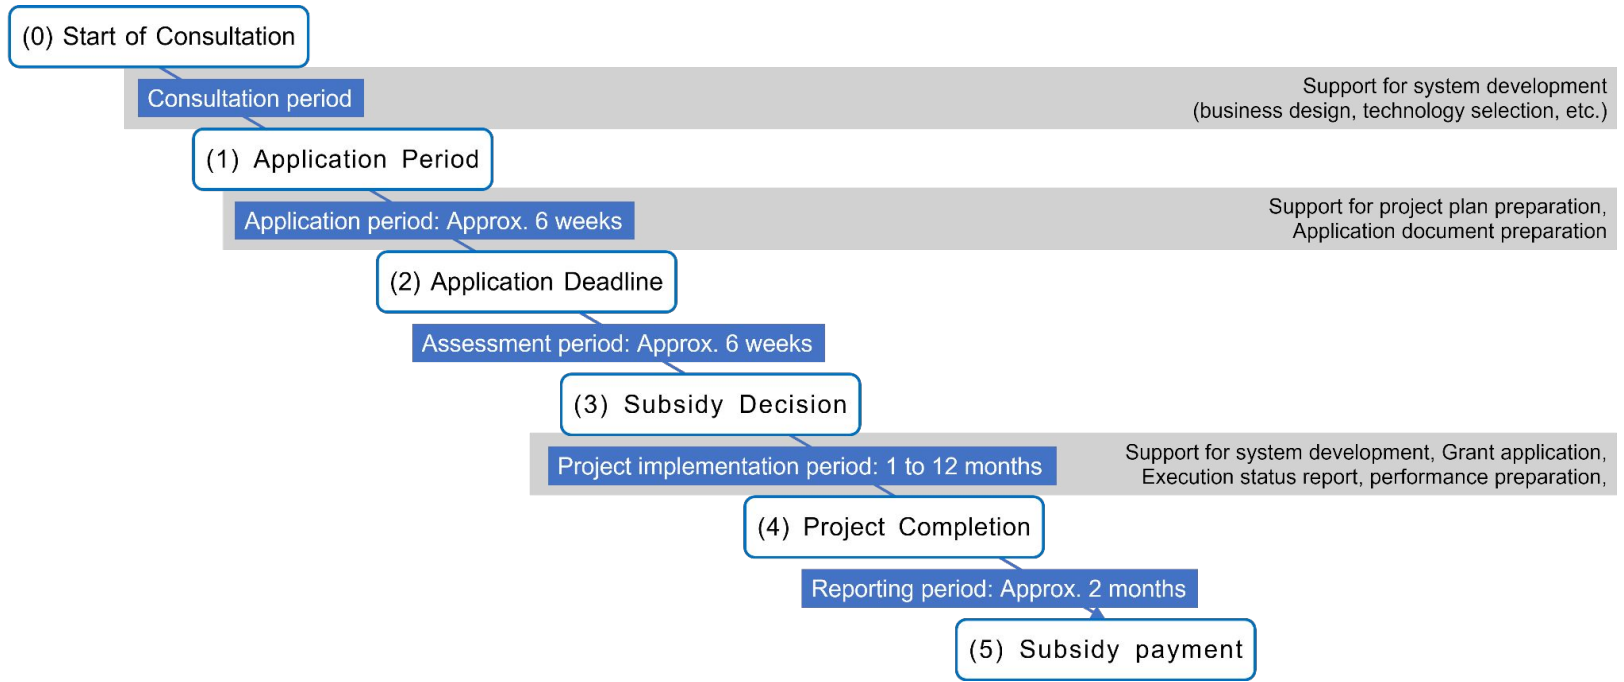 (0) Start of Consultation
Consultation period
Support for system development
(business design, technology selection, etc.)
(1) Application Period
Application period: Approx. 6 weeks
Support for project plan preparation,
Application document preparation
(2) Application Deadline
Assessment period: Approx. 6 weeks
(3) Subsidy Decision
Project implementation period: 1 to 12 months
Support for system development, Grant application,
Execution status report, performance preparation,
(4) Project Completion
Reporting period: Approx. 2 months
(5) Subsidy payment